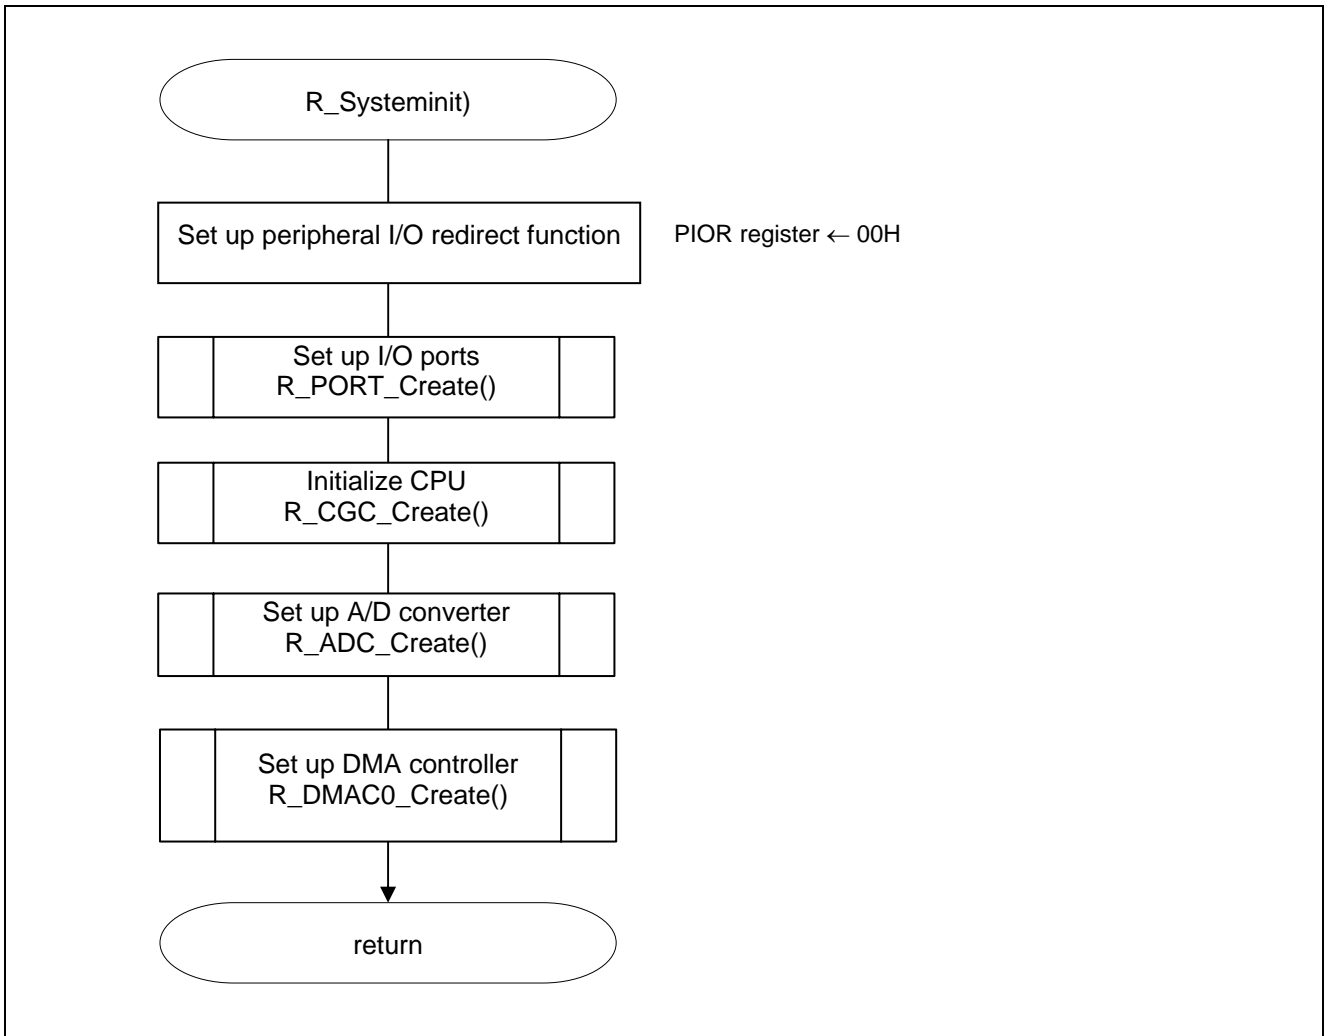 R_Systeminit)
Set up peripheral I/O redirect function
PIOR register ← 00H
Set up I/O ports
R_PORT_Create()
Initialize CPU
R_CGC_Create()
Set up A/D converter
R_ADC_Create()
Set up DMA controller
R_DMAC0_Create()
return